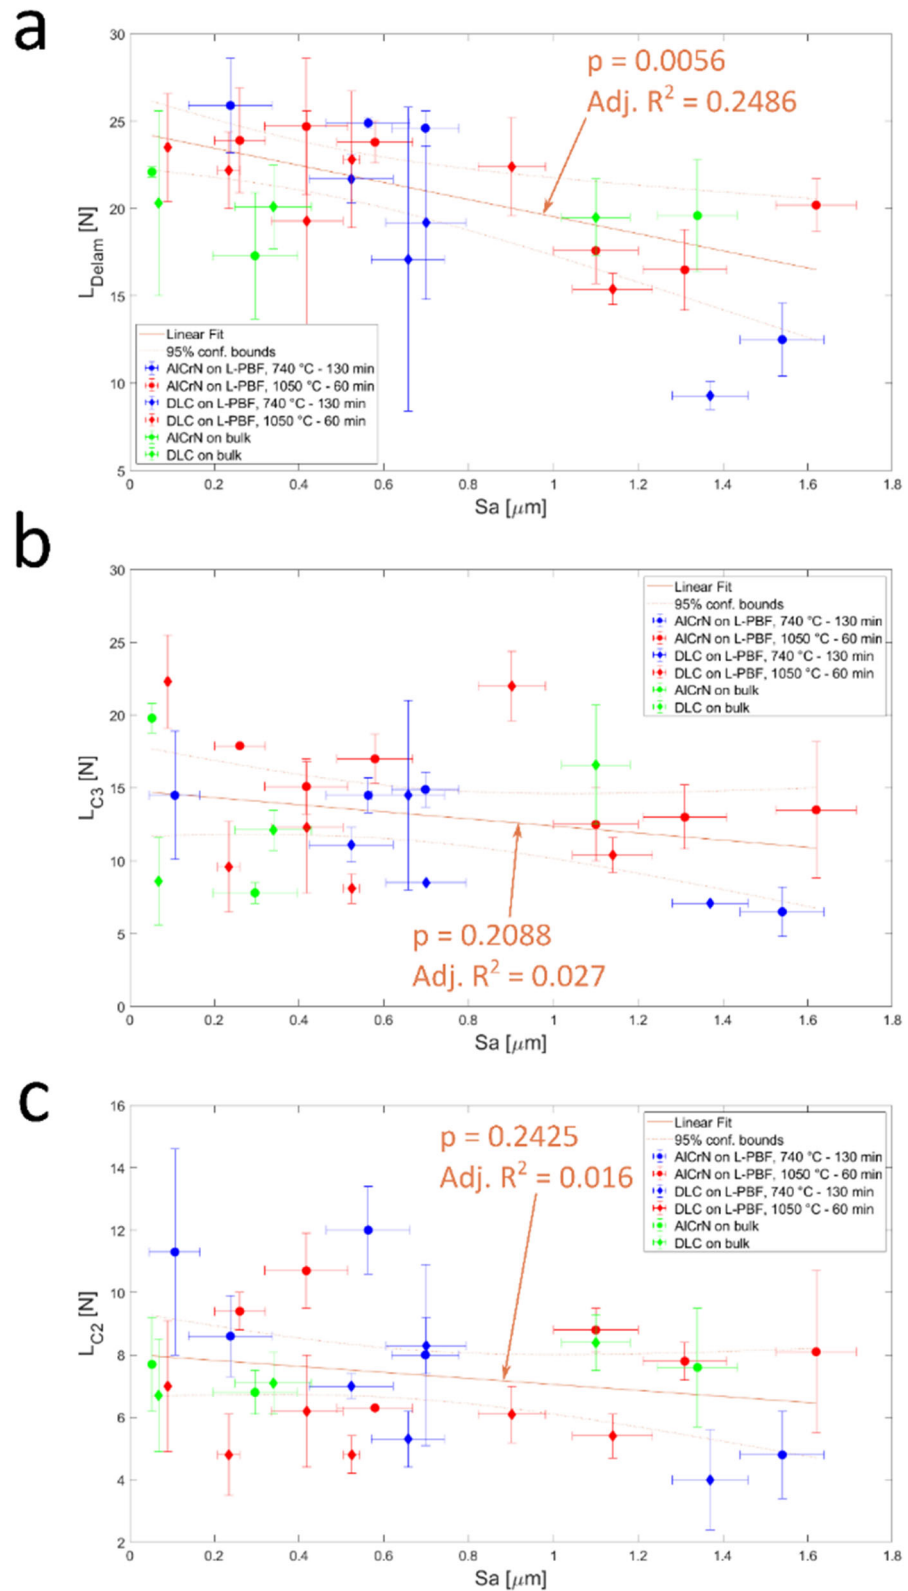 a
30
25
20
15
10
5
L_Delam [N]
p = 0.0056
Adj. R² = 0.2486
Linear Fit
95% conf. bounds
AlCrN on L-PBF, 740 °C - 130 min
AlCrN on L-PBF, 1050 °C - 60 min
DLC on L-PBF, 740 °C - 130 min
DLC on L-PBF, 1050 °C - 60 min
AlCrN on bulk
DLC on bulk
0 0.2 0.4 0.6 0.8 1 1.2 1.4 1.6 1.8
Sa [μm]
b
30
25
20
15
10
5
0
L_C3 [N]
Linear Fit
95% conf. bounds
AlCrN on L-PBF, 740 °C - 130 min
AlCrN on L-PBF, 1050 °C - 60 min
DLC on L-PBF, 740 °C - 130 min
DLC on L-PBF, 1050 °C - 60 min
AlCrN on bulk
DLC on bulk
p = 0.2088
Adj. R² = 0.027
0 0.2 0.4 0.6 0.8 1 1.2 1.4 1.6 1.8
Sa [μm]
c
16
14
12
10
8
6
4
2
L_C2 [N]
p = 0.2425
Adj. R² = 0.016
Linear Fit
95% conf. bounds
AlCrN on L-PBF, 740 °C - 130 min
AlCrN on L-PBF, 1050 °C - 60 min
DLC on L-PBF, 740 °C - 130 min
DLC on L-PBF, 1050 °C - 60 min
AlCrN on bulk
DLC on bulk
0 0.2 0.4 0.6 0.8 1 1.2 1.4 1.6 1.8
Sa [μm]